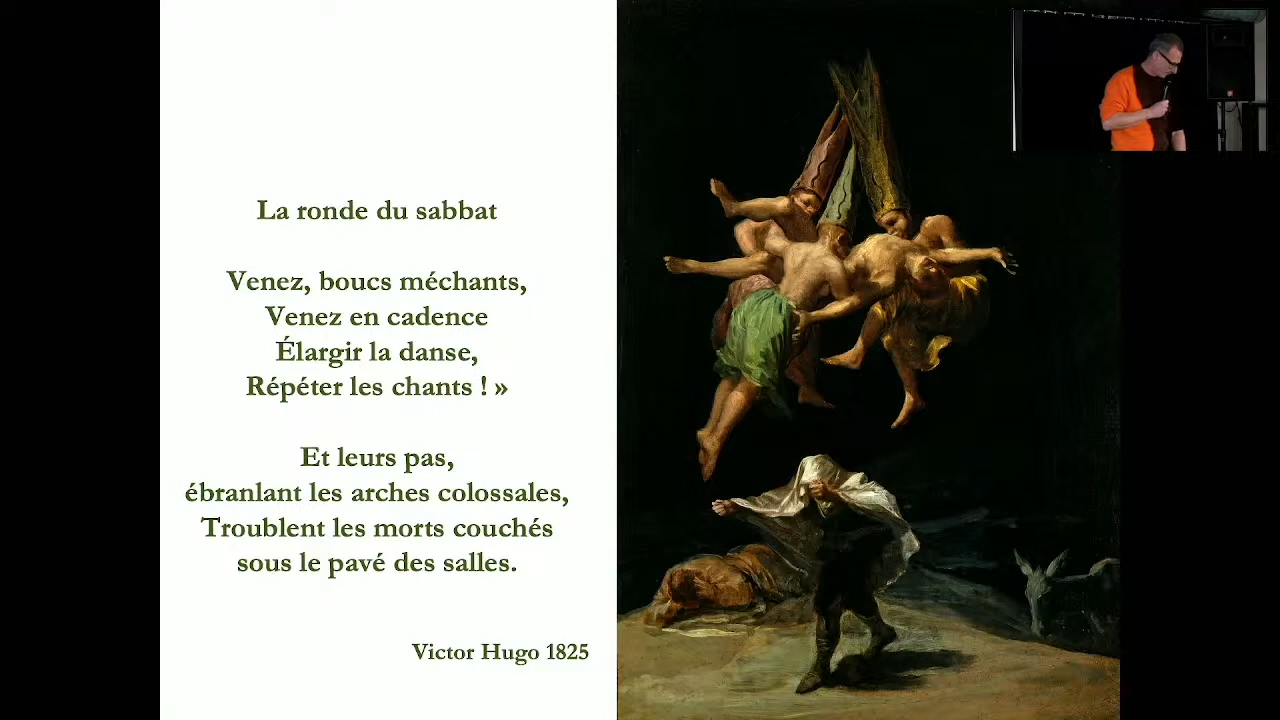 La ronde du sabbat
Venez, boucs méchants,
Venez en cadence
Élargir la danse,
Répéter les chants ! »
Et leurs pas,
ébranlant les arches colossales,
Troublent les morts couchés
sous le pavé des salles.
Victor Hugo 1825